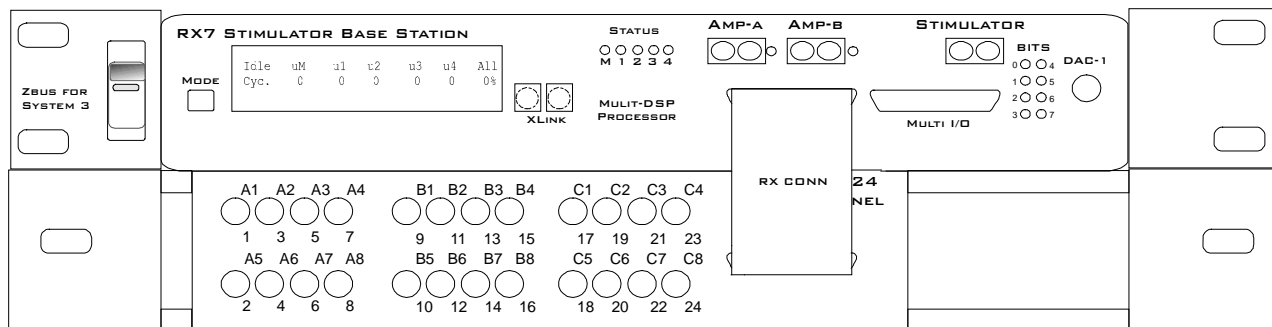 RX7 STIMULATOR BASE STATION
STATUS
AMP-A
AMP-B
STIMULATOR
BITS
DAC-1
M 1 2 3 4
0 4
1 5
2 6
3 7
MODE
Idle uM u1 u2 u3 u4 All
Cyc. 0 0 0 0 0 0%
XLINK
MULIT-DSP
PROCESSOR
MULTI I/O
ZBUS FOR
SYSTEM 3
RX CONN
24
NEL
A1 A2 A3 A4
1 3 5 7
A5 A6 A7 A8
2 4 6 8
B1 B2 B3 B4
9 11 13 15
B5 B6 B7 B8
10 12 14 16
C1 C2 C3 C4
17 19 21 23
C5 C6 C7 C8
18 20 22 24